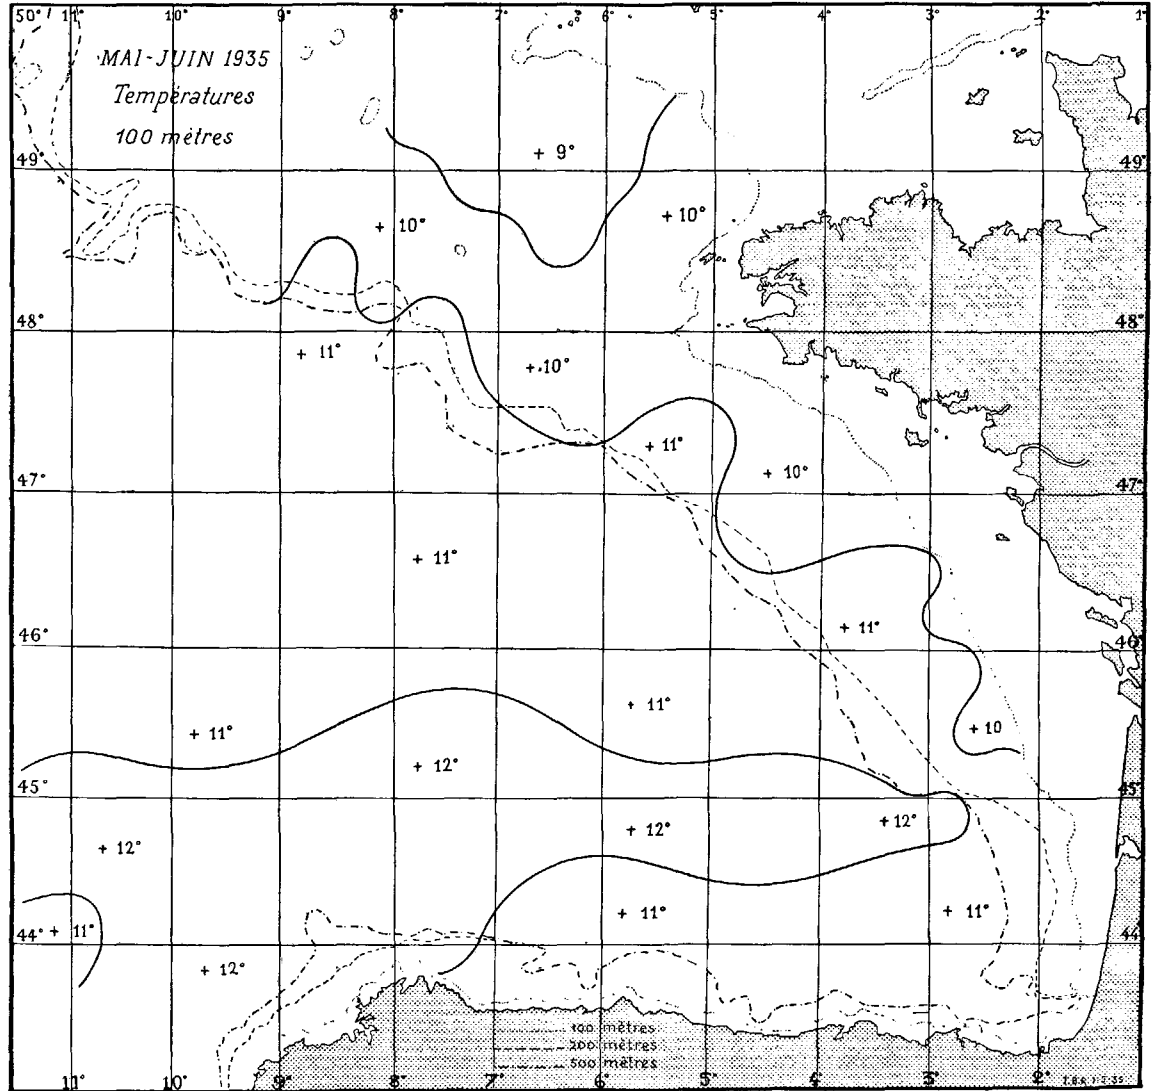 50° 11° 10° 9° 8° 7° 6° 5° 4° 3° 2° 1°
MAI-JUIN 1935
Températures
100 mètres
+ 9°
49° 49°
+ 10° + 10°
48° 48°
+ 11° + 10°
+ 11° + 10°
47° 47°
+ 11°
+ 11°
46° 46°
+ 11° + 11° + 10
+ 12°
45° 45°
+ 12° + 12° + 12°
+ 11° + 11°
44° + 11° 44
+ 12°
100 mètres
200 mètres
500 mètres
11° 10° 9° 8° 7° 6° 5° 4° 3° 2°